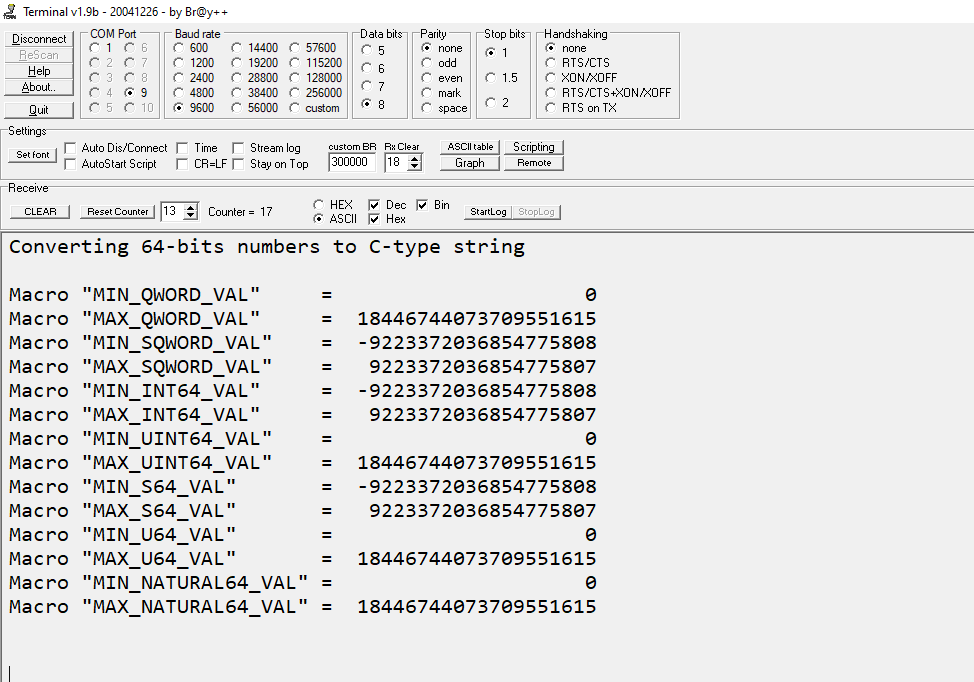 Terminal v1.9b - 20041226 - by Br@y++
Disconnect
ReScan
Help
About..
Quit
COM Port
1 6
2 7
3 8
4 9
5 10
Baud rate
600 14400 57600
1200 19200 115200
2400 28800 128000
4800 38400 256000
9600 56000 custom
Data bits
5
6
7
8
Parity
none
odd
even
mark
space
Stop bits
1
1.5
2
Handshaking
none
RTS/CTS
XON/XOFF
RTS/CTS+XON/XOFF
RTS on TX
Settings
Set font
Auto Dis/Connect Time Stream log
AutoStart Script CR=LF Stay on Top
custom BR Rx Clear
300000 18
ASCII table Scripting
Graph Remote
Receive
CLEAR Reset Counter 13 Counter = 17
HEX Dec Bin
ASCII Hex
StartLog StopLog
Converting 64-bits numbers to C-type string
Macro "MIN_QWORD_VAL" = 0
Macro "MAX_QWORD_VAL" = 18446744073709551615
Macro "MIN_SQWORD_VAL" = -9223372036854775808
Macro "MAX_SQWORD_VAL" = 9223372036854775807
Macro "MIN_INT64_VAL" = -9223372036854775808
Macro "MAX_INT64_VAL" = 9223372036854775807
Macro "MIN_UINT64_VAL" = 0
Macro "MAX_UINT64_VAL" = 18446744073709551615
Macro "MIN_S64_VAL" = -9223372036854775808
Macro "MAX_S64_VAL" = 9223372036854775807
Macro "MIN_U64_VAL" = 0
Macro "MAX_U64_VAL" = 18446744073709551615
Macro "MIN_NATURAL64_VAL" = 0
Macro "MAX_NATURAL64_VAL" = 18446744073709551615